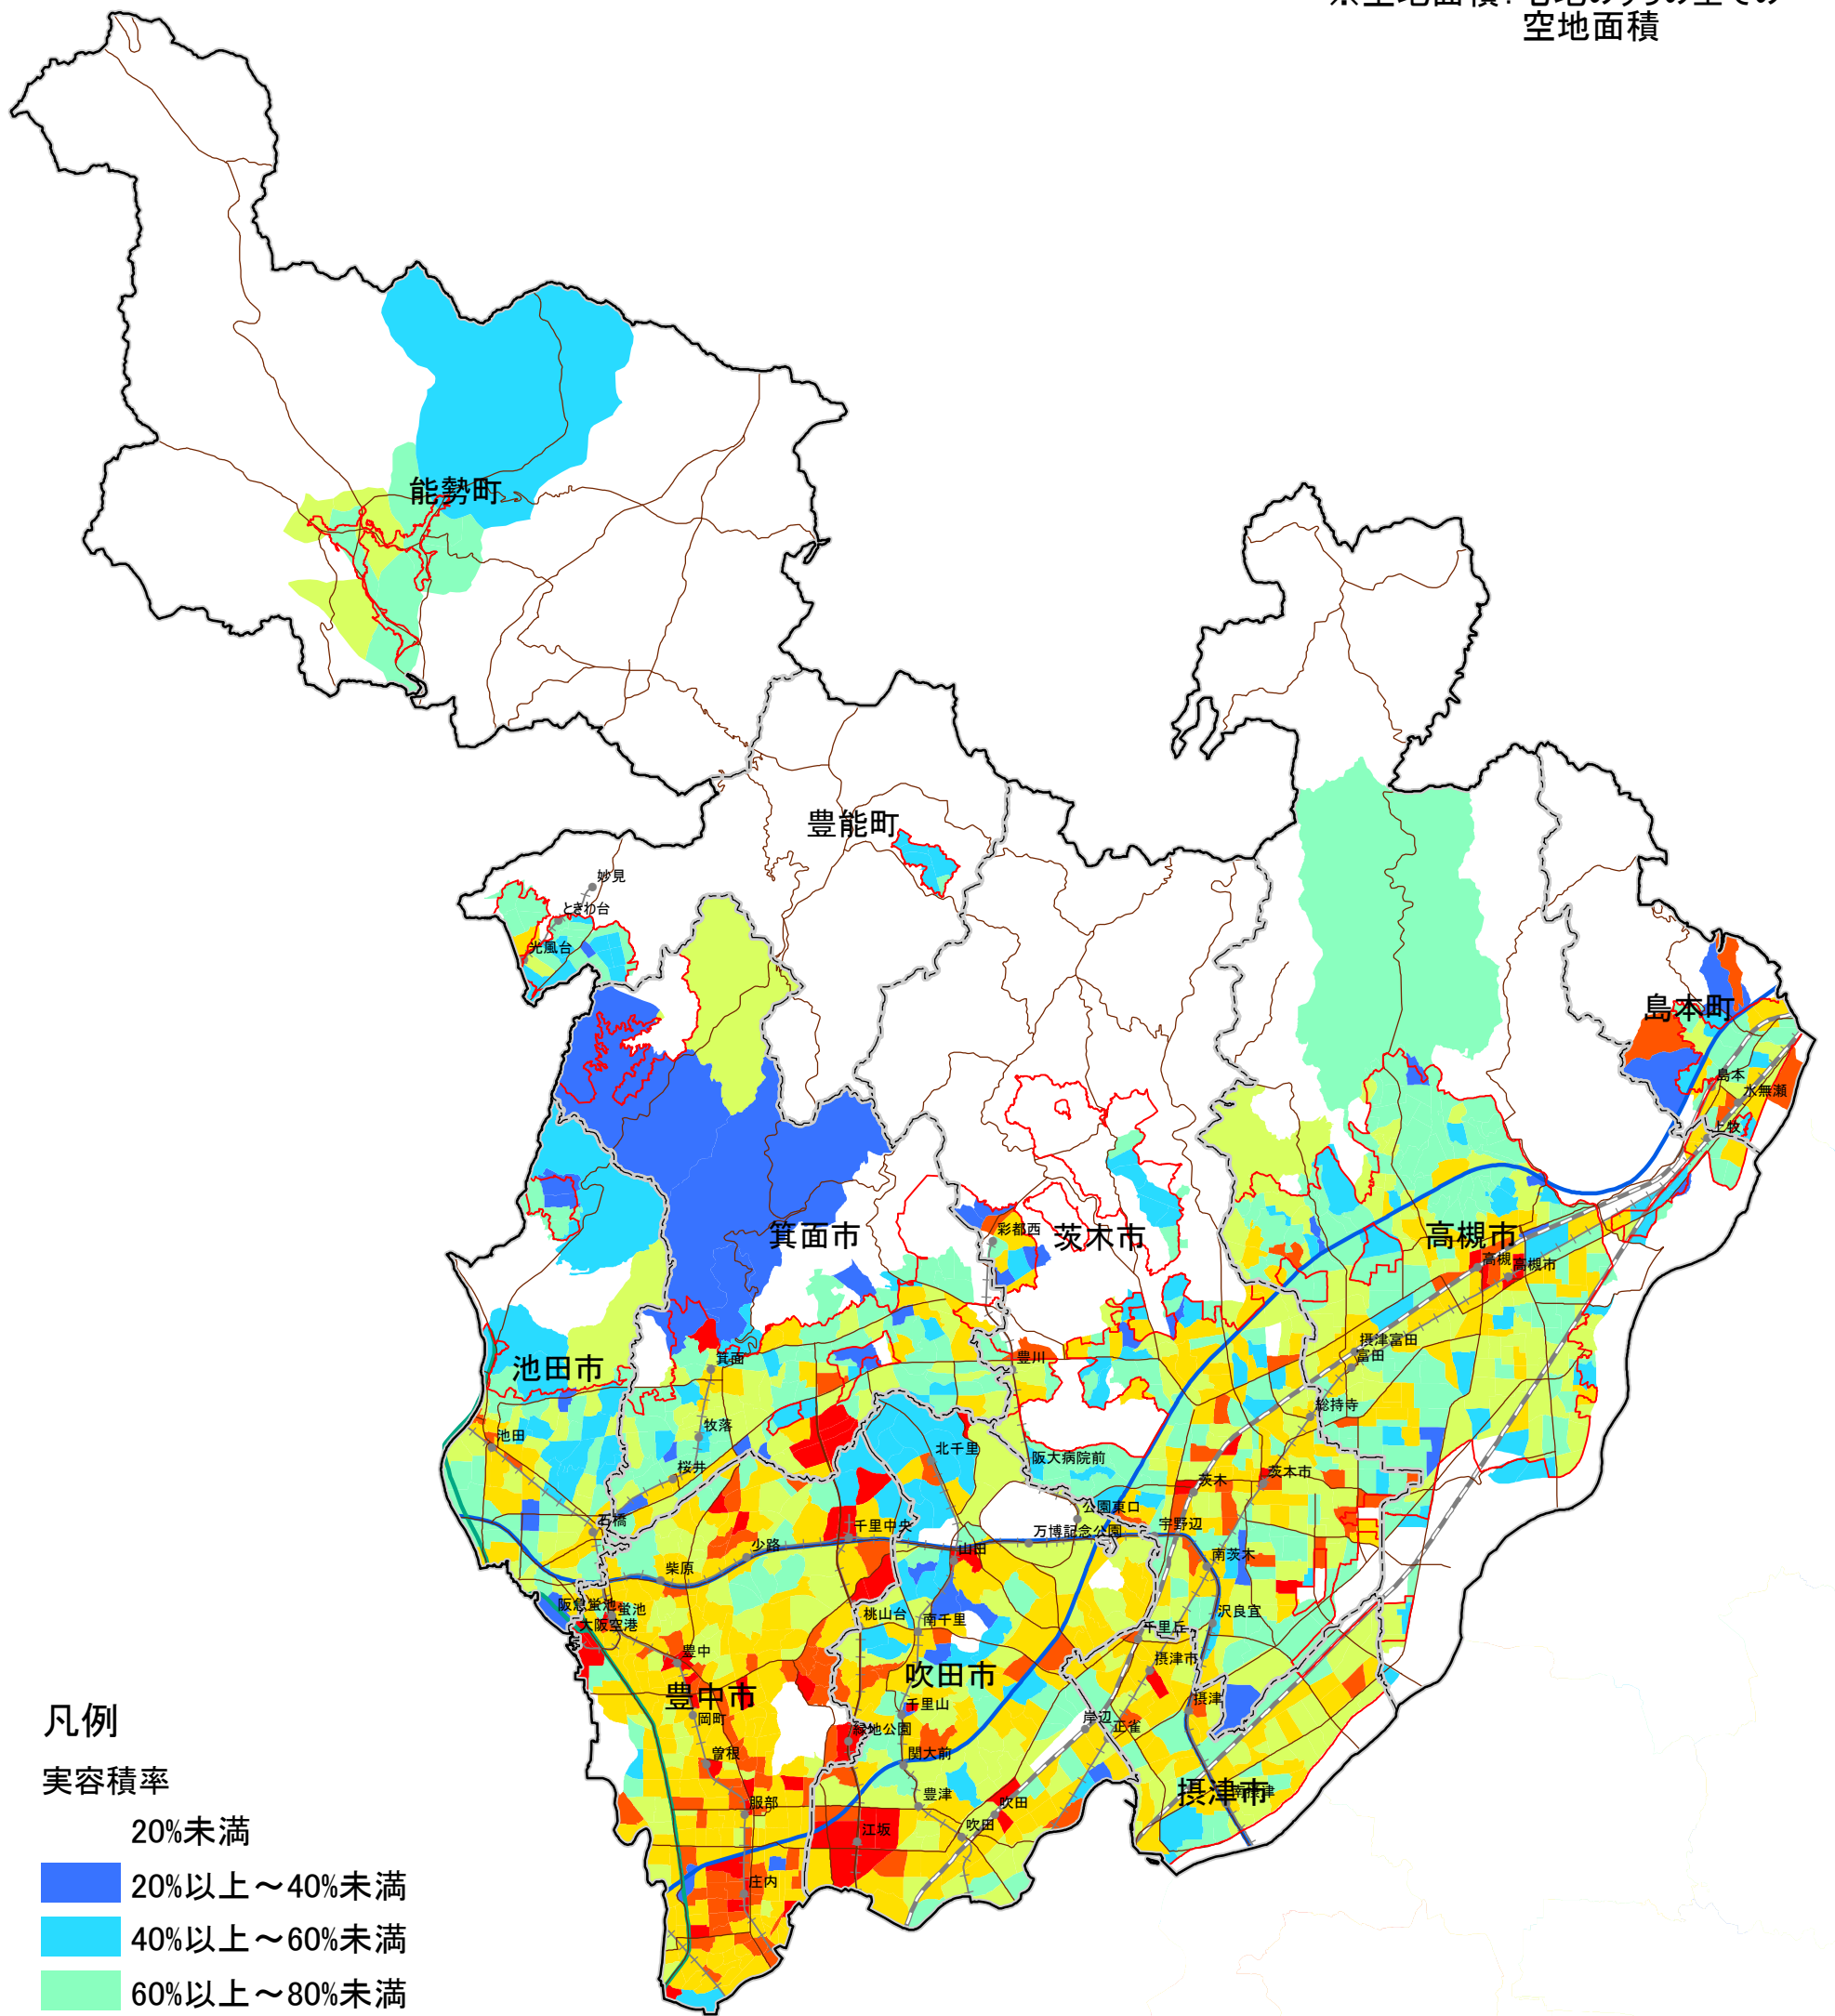 空地面積
能勢町
豊能町
妙見
ときわ台
光風台
島本町
島本
水無瀬
上牧
箕面市
彩都西
茨木市
高槻市
高槻
高槻市
摂津富田
富田
池田市
箕面
豊川
総持寺
牧落
池田
北千里
阪大病院前
桜井
茨木
茨木市
公園東口
石橋
千里中央
万博記念公園
宇野辺
少路
山田
南茨木
柴原
阪急蛍池
蛍池
大阪空港
桃山台
南千里
沢良宜
千里丘
豊中
摂津市
吹田市
豊中市
千里山
摂津
岡町
緑地公園
岸辺
正雀
曽根
関大前
凡例
実容積率
豊津
摂津市
南摂津
服部
吹田
江坂
吹田
20%未満
庄内
20%以上～40%未満
40%以上～60%未満
60%以上～80%未満